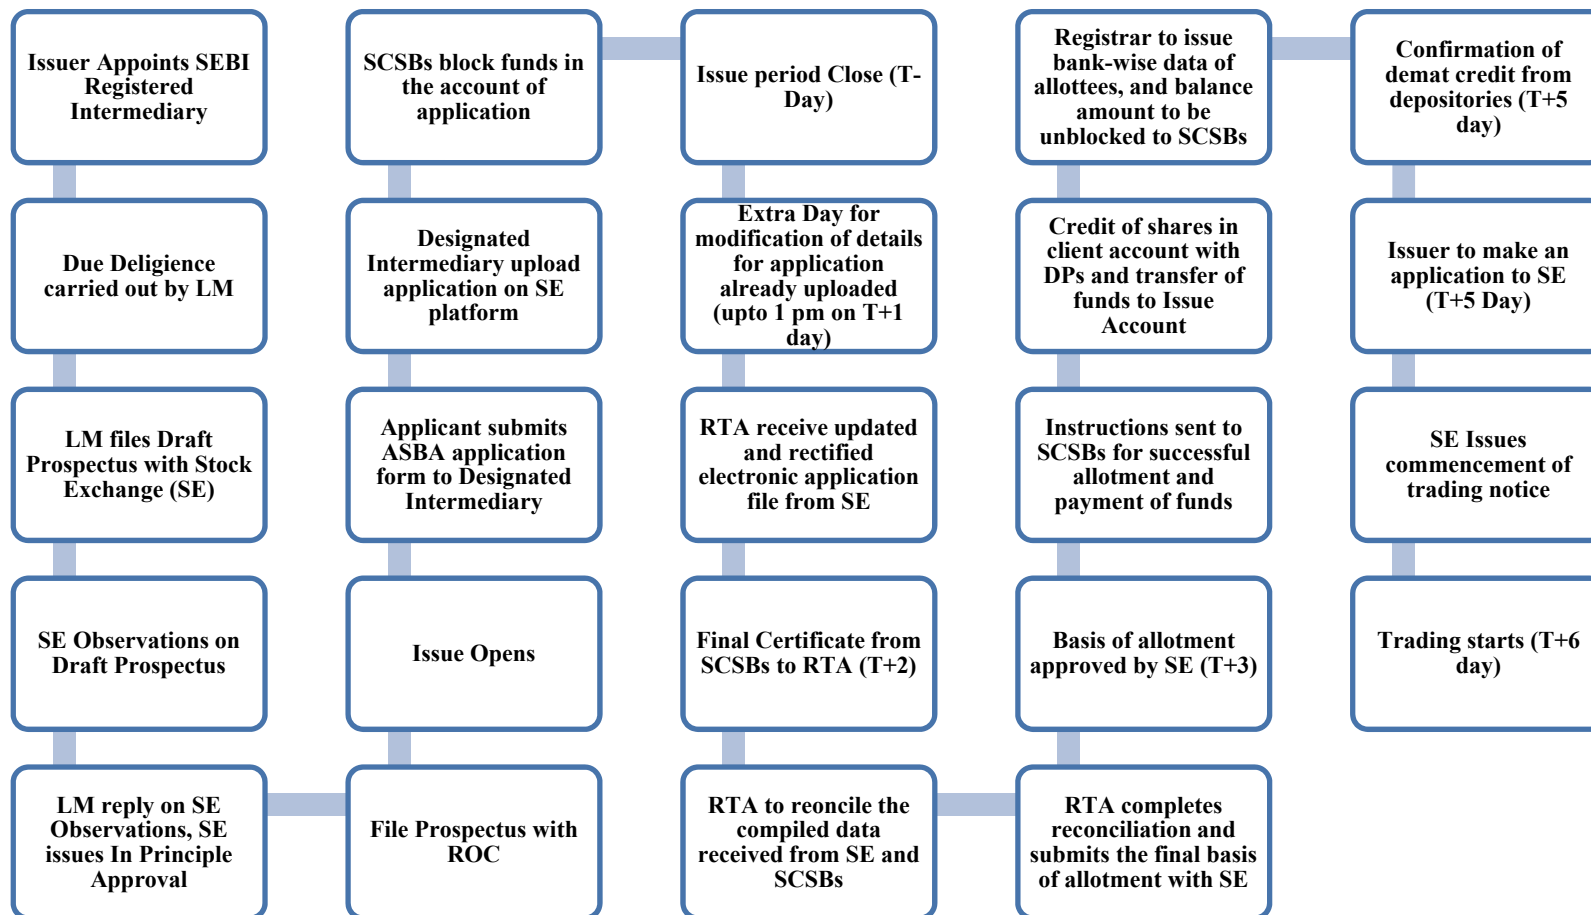 Issuer Appoints SEBI
Registered
Intermediary
Due Deligience
carried out by LM
LM files Draft
Prospectus with Stock
Exchange (SE)
SE Observations on
Draft Prospectus
LM reply on SE
Observations, SE
issues In Principle
Approval
File Prospectus with
ROC
Issue Opens
Applicant submits
ASBA application
form to Designated
Intermediary
Designated
Intermediary upload
application on SE
platform
SCSBs block funds in
the account of
application
Issue period Close (T-
Day)
Extra Day for
modification of details
for application
already uploaded
(upto 1 pm on T+1
day)
RTA receive updated
and rectified
electronic application
file from SE
Final Certificate from
SCSBs to RTA (T+2)
RTA to reconcile the
compiled data
received from SE and
SCSBs
RTA completes
reconciliation and
submits the final basis
of allotment with SE
Basis of allotment
approved by SE (T+3)
Instructions sent to
SCSBs for successful
allotment and
payment of funds
Credit of shares in
client account with
DPs and transfer of
funds to Issue
Account
Registrar to issue
bank-wise data of
allottees, and balance
amount to be
unblocked to SCSBs
Confirmation of
demat credit from
depositories (T+5
day)
Issuer to make an
application to SE
(T+5 Day)
SE Issues
commencement of
trading notice
Trading starts (T+6
day)